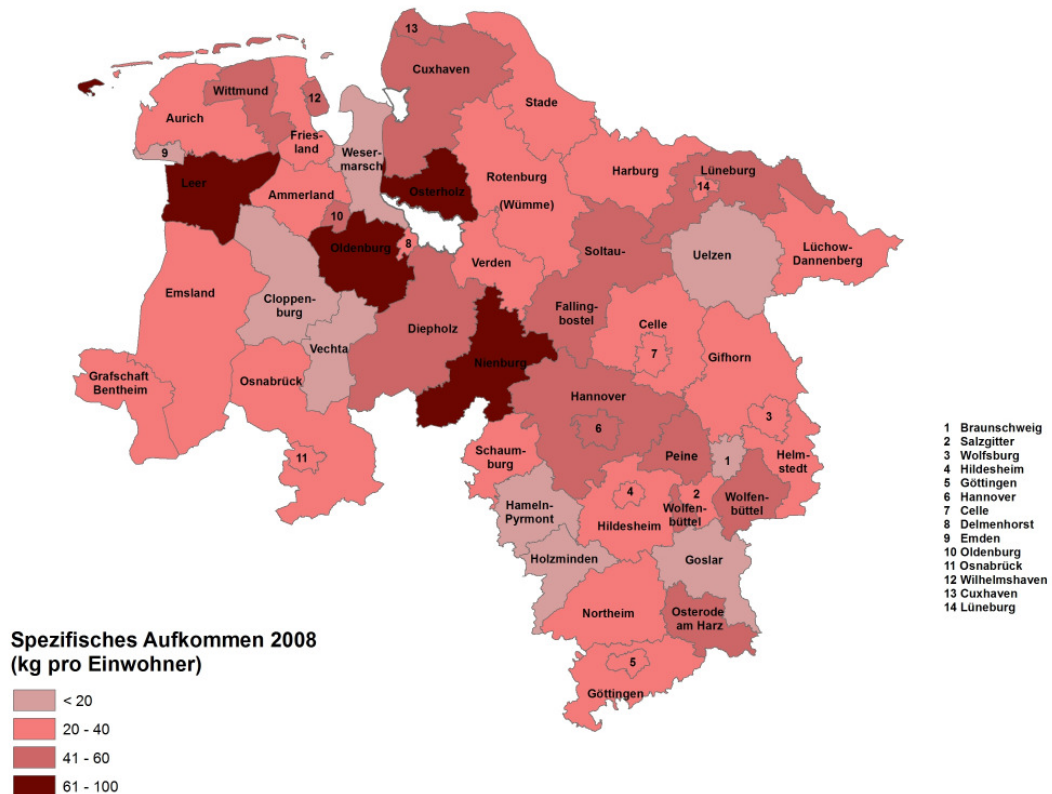 13
Cuxhaven
Wittmund
12
Stade
Aurich
Fries-
land
9
Weser-
marsch
Leer
Ammerland
Osterholz
Rotenburg
(Wümme)
Harburg
Lüneburg
14
10
Oldenburg
8
Verden
Soltau-
Uelzen
Lüchow-
Dannenberg
Emsland
Cloppen-
burg
Falling-
bostel
Diepholz
Celle
Vechta
7
Gifhorn
Nienburg
Grafschaft
Bentheim
Osnabrück
Hannover
6
3
11
Schaum-
burg
Peine
1
Helm-
stedt
4
2
Wolfen-
büttel
Hameln-
Pyrmont
Wolfen-
büttel
Hildesheim
Holzminden
Goslar
Northeim
Osterode
am Harz
5
Göttingen
1 Braunschweig
2 Salzgitter
3 Wolfsburg
4 Hildesheim
5 Göttingen
6 Hannover
7 Celle
8 Delmenhorst
9 Emden
10 Oldenburg
11 Osnabrück
12 Wilhelmshaven
13 Cuxhaven
14 Lüneburg
Spezifisches Aufkommen 2008
(kg pro Einwohner)
< 20
20 - 40
41 - 60
61 - 100